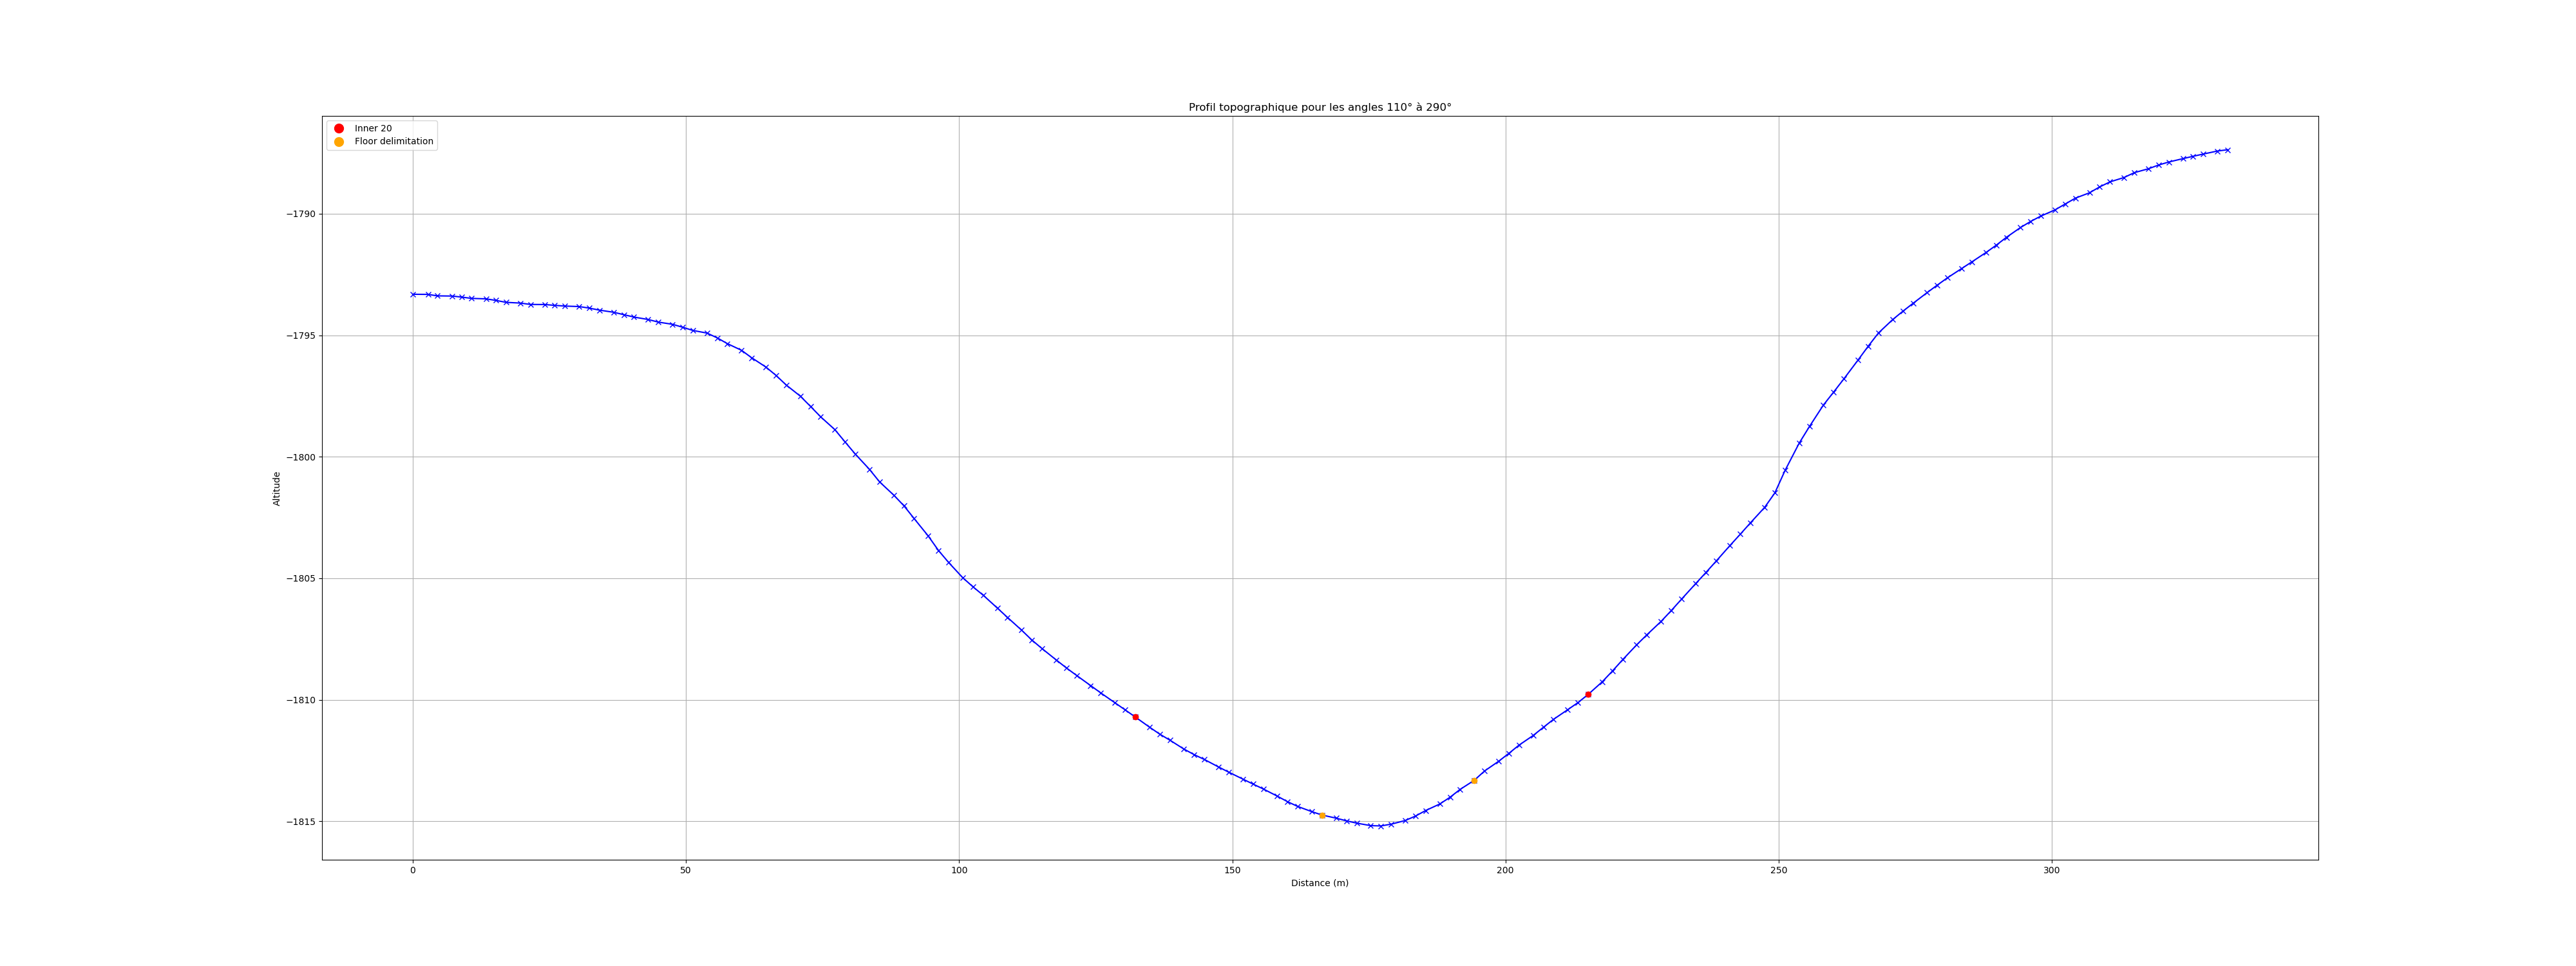 Profil topographique pour les angles 110° à 290°
Inner 20
Floor delimitation
−1790
−1795
−1800
−1805
−1810
−1815
Altitude
0 50 100 150 200 250 300
Distance (m)